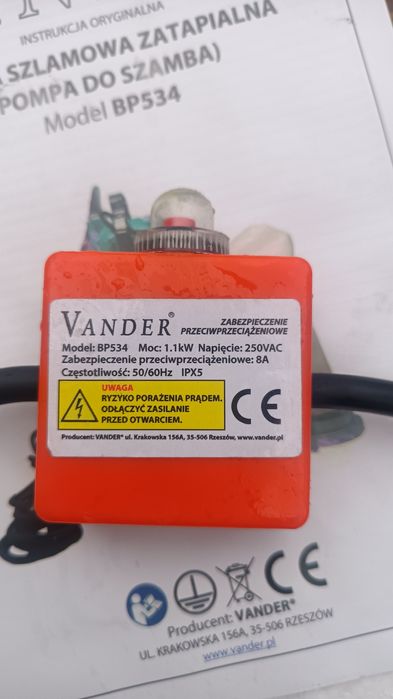 INSTRUKCJA ORYGINALNA
SZLAMOWA ZATAPIALNA
POMPA DO SZAMBA)
Model BP534
VANDER®
ZABEZPIECZENIE
PRZECIWPRZECIĄŻENIOWE
Model: BP534 Moc: 1.1kW Napięcie: 250VAC
Zabezpieczenie przeciwprzeciążeniowe: 8A
Częstotliwość: 50/60Hz IPX5
UWAGA
RYZYKO PORAŻENIA PRĄDEM.
ODŁĄCZYĆ ZASILANIE
PRZED OTWARCIEM.
CE
Producent: VANDER® ul. Krakowska 156A, 35-506 Rzeszów, www.vander.pl
CE
Producent: VANDER®
UL. KRAKOWSKA 156A, 35-506 RZESZÓW
www.vander.pl